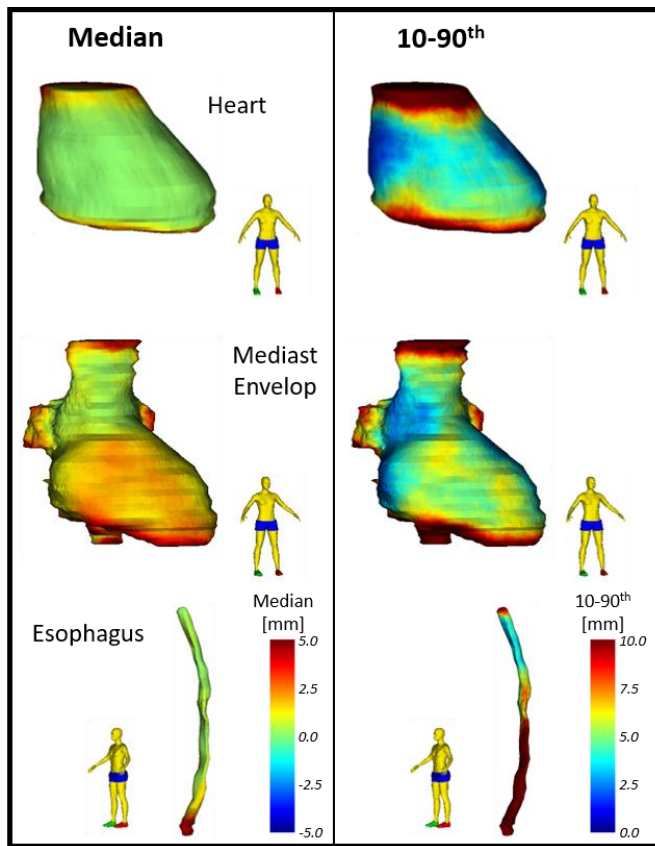 Median
10-90th
Heart
Mediast
Envelop
Esophagus
Median
[mm]
5.0
2.5
0.0
-2.5
-5.0
10-90th
[mm]
10.0
7.5
5.0
2.5
0.0